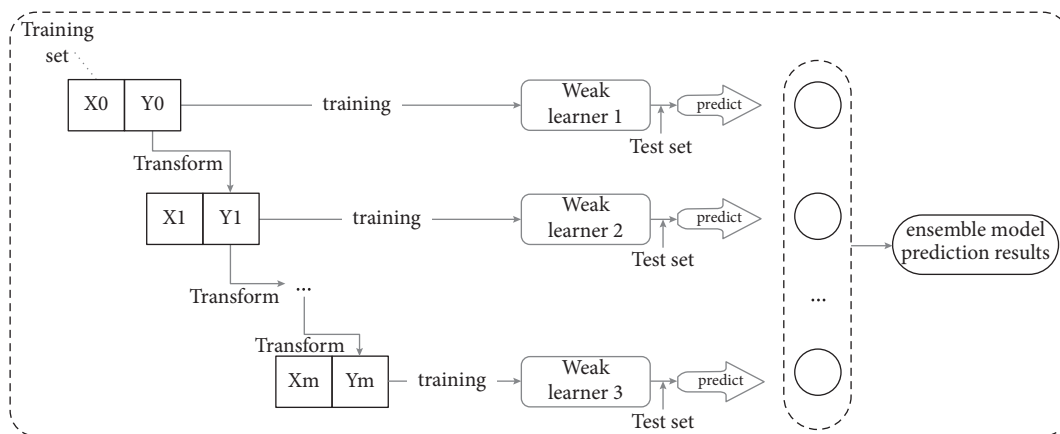 Training
set
X0 Y0
training
Weak
learner 1
predict
Test set
Transform
X1 Y1
training
Weak
learner 2
predict
Test set
ensemble model
prediction results
Transform
...
...
Transform
Xm Ym
training
Weak
learner 3
predict
Test set